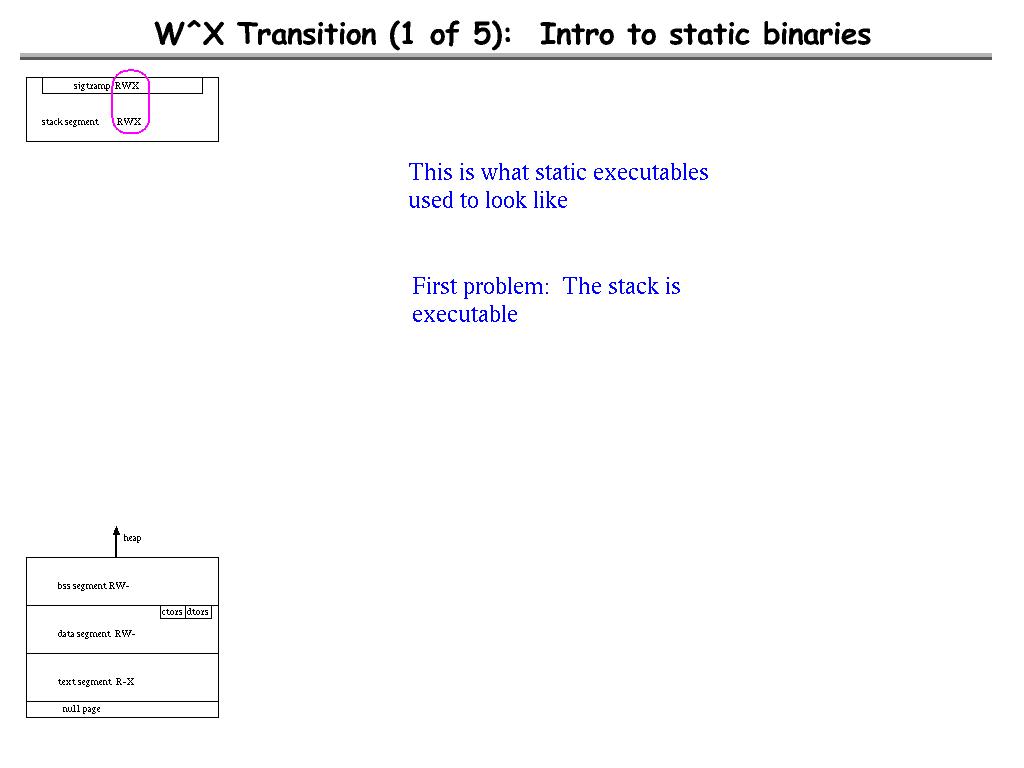 W^X Transition (1 of 5): Intro to static binaries
sigtramp RWX
stack segment RWX
This is what static executables
used to look like
First problem: The stack is
executable
heap
bss segment RW-
ctors dtors
data segment RW-
text segment R-X
null page